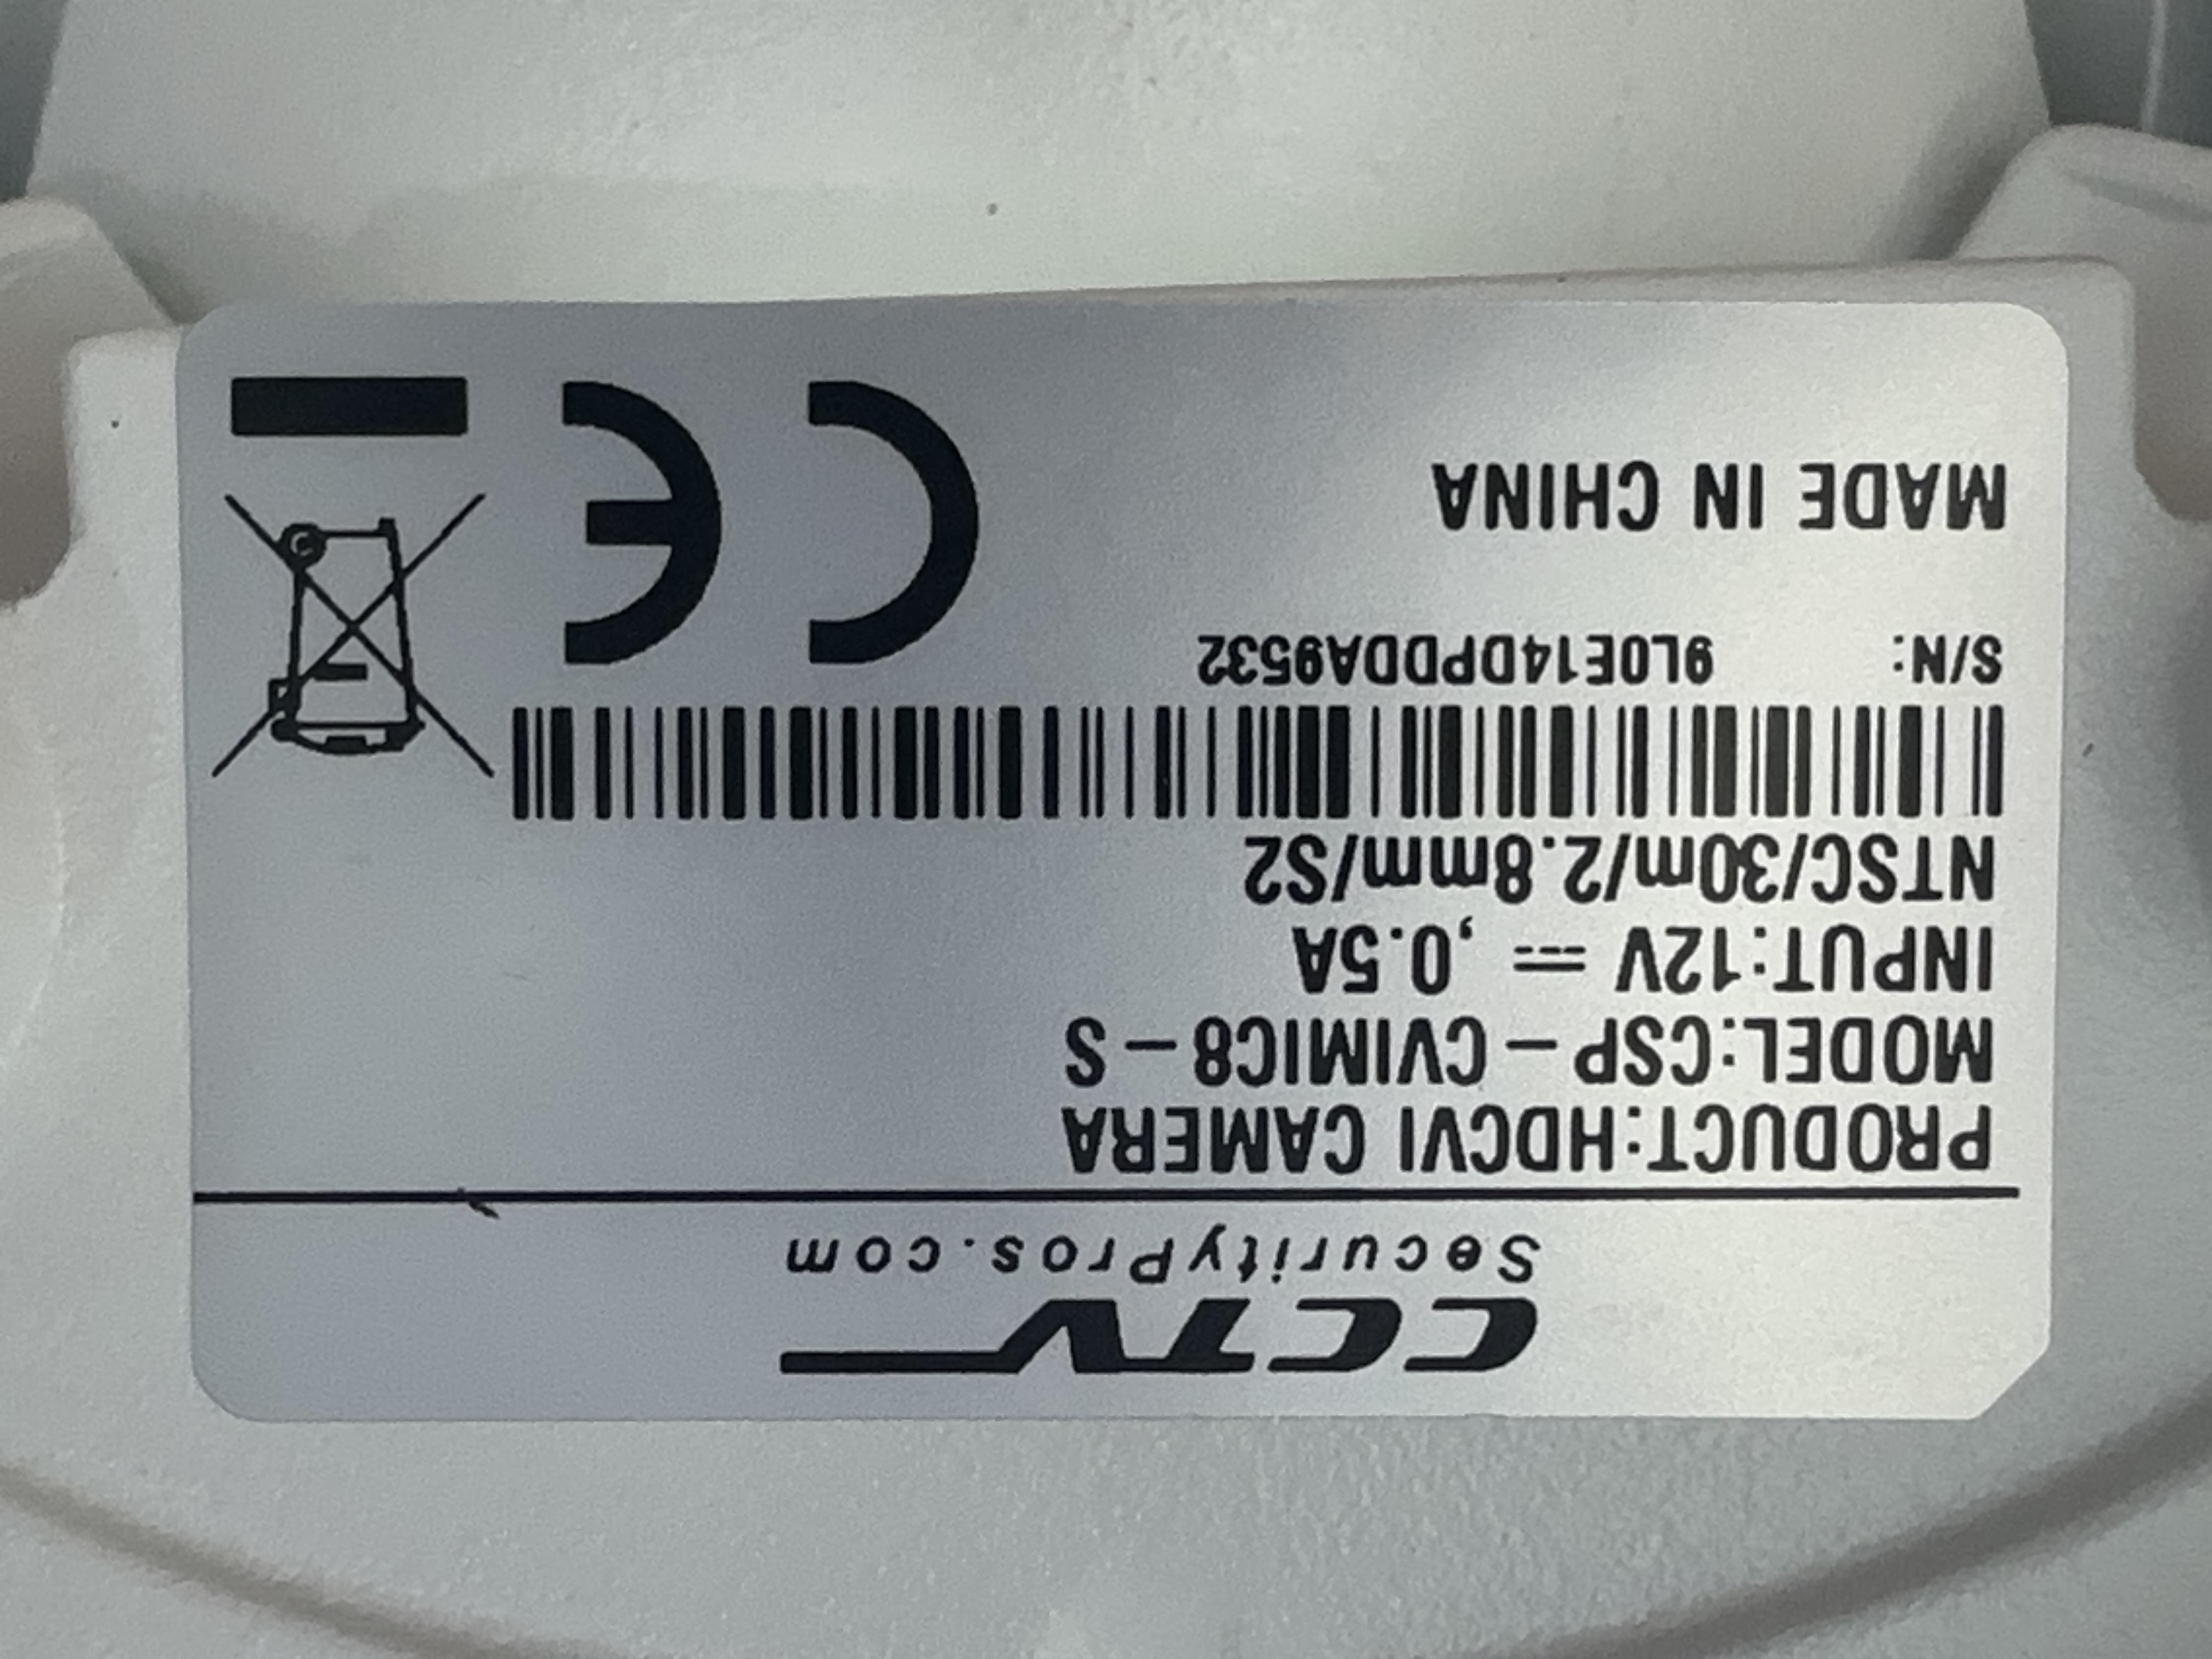 CCTV
SecurityPros.com
PRODUCT:HDCVI CAMERA
MODEL:CSP-CVIMIC8-S
INPUT:12V ⎓ ,0.5A
NTSC/30m/2.8mm/S2
S/N: 9L0E14DPDDA9532
MADE IN CHINA
CE